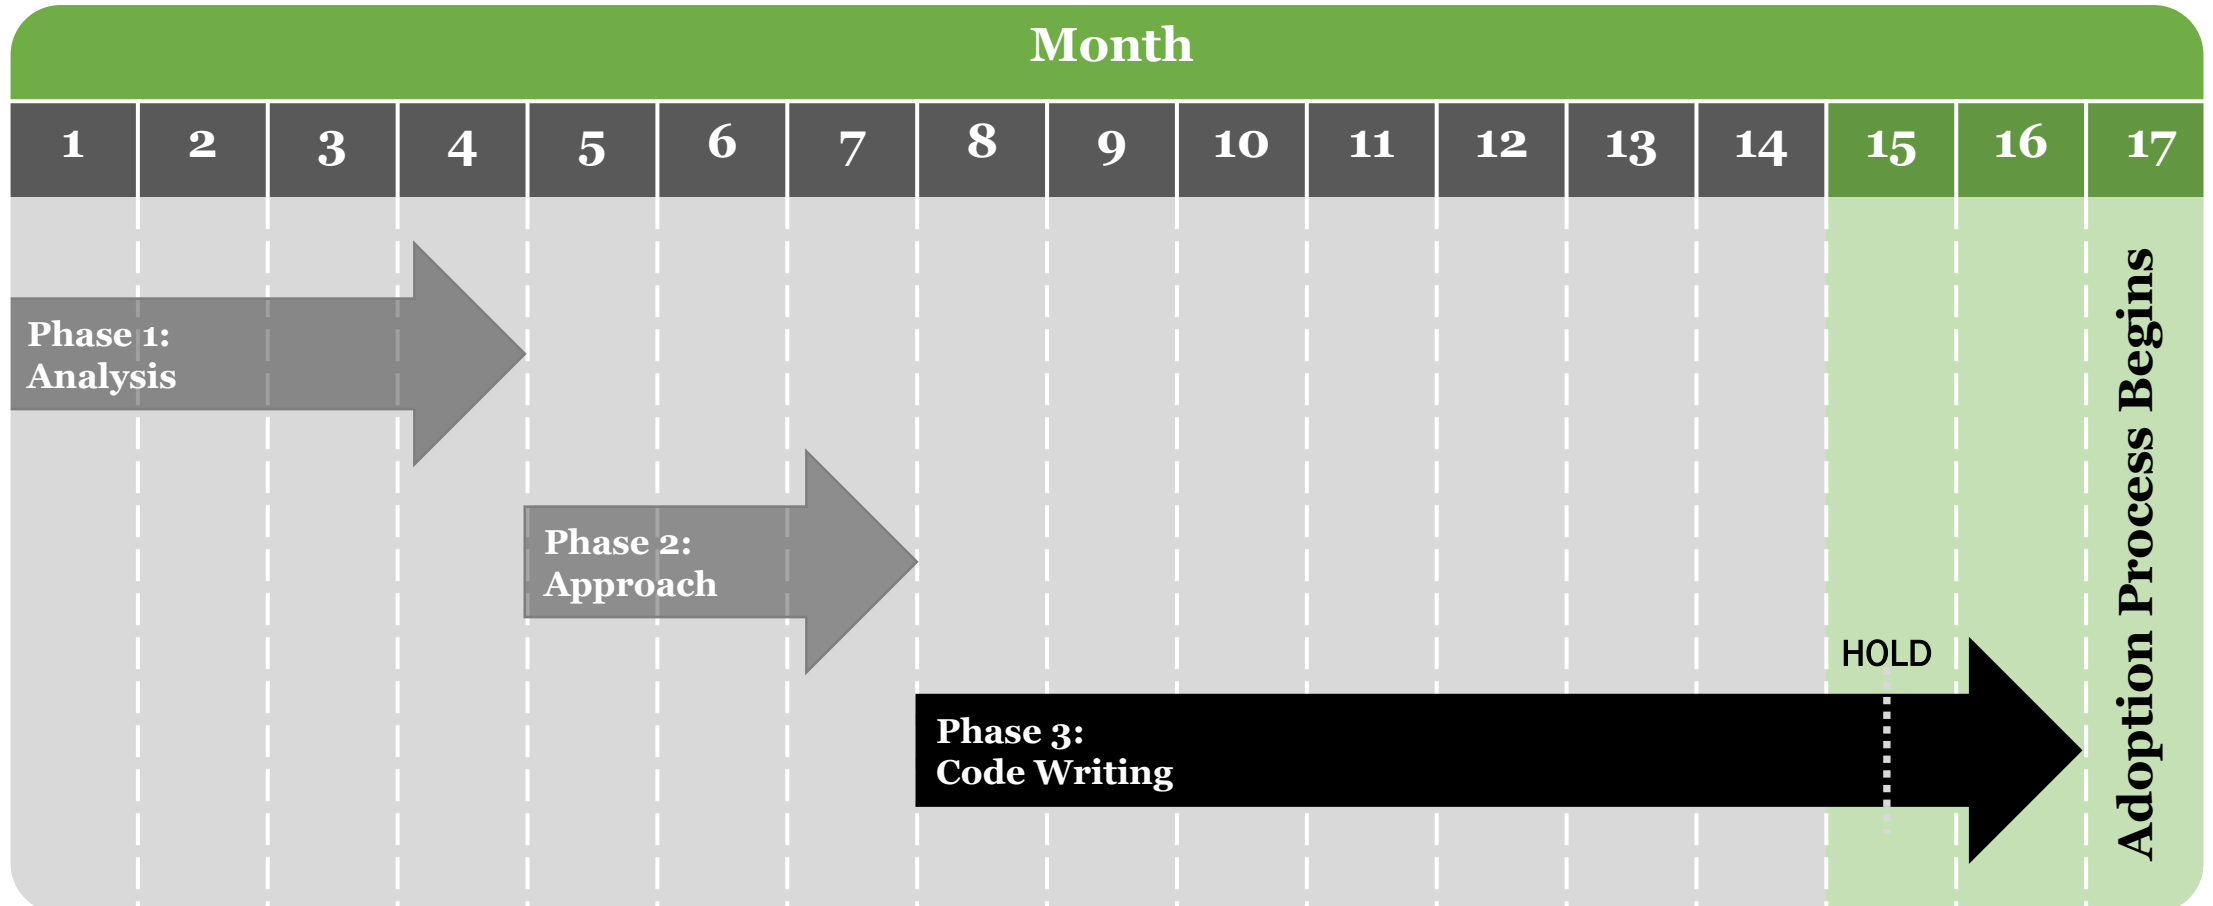 Month
1 2 3 4 5 6 7 8 9 10 11 12 13 14 15 16 17
Phase 1:
Analysis
Phase 2:
Approach
HOLD
Phase 3:
Code Writing
Adoption Process Begins